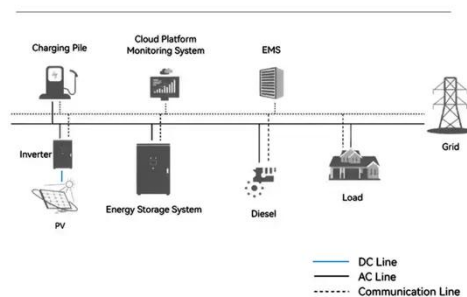 Charging Pile
Cloud Platform
Monitoring System
EMS
Grid
Inverter
PV
Energy Storage System
Diesel
Load
DC Line
AC Line
Communication Line